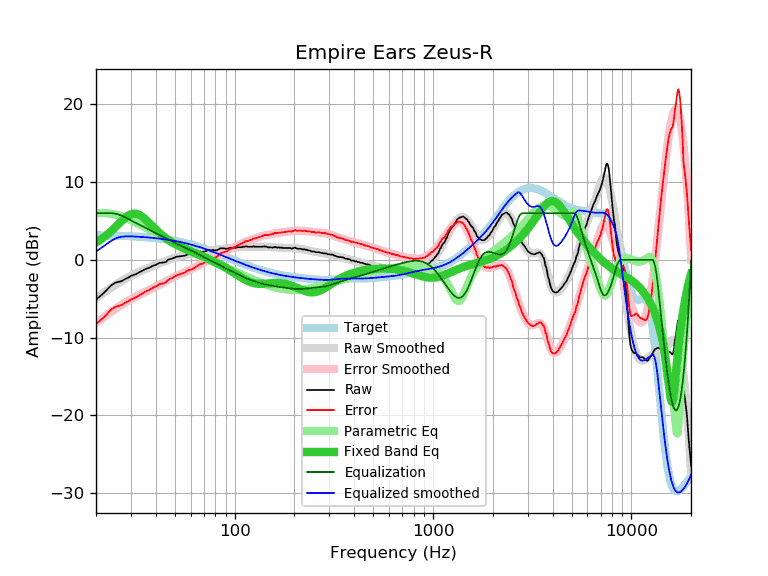 Empire Ears Zeus-R
20
10
0
−10
−20
−30
Amplitude (dBr)
Target
Raw Smoothed
Error Smoothed
Raw
Error
Parametric Eq
Fixed Band Eq
Equalization
Equalized smoothed
100 1000 10000
Frequency (Hz)